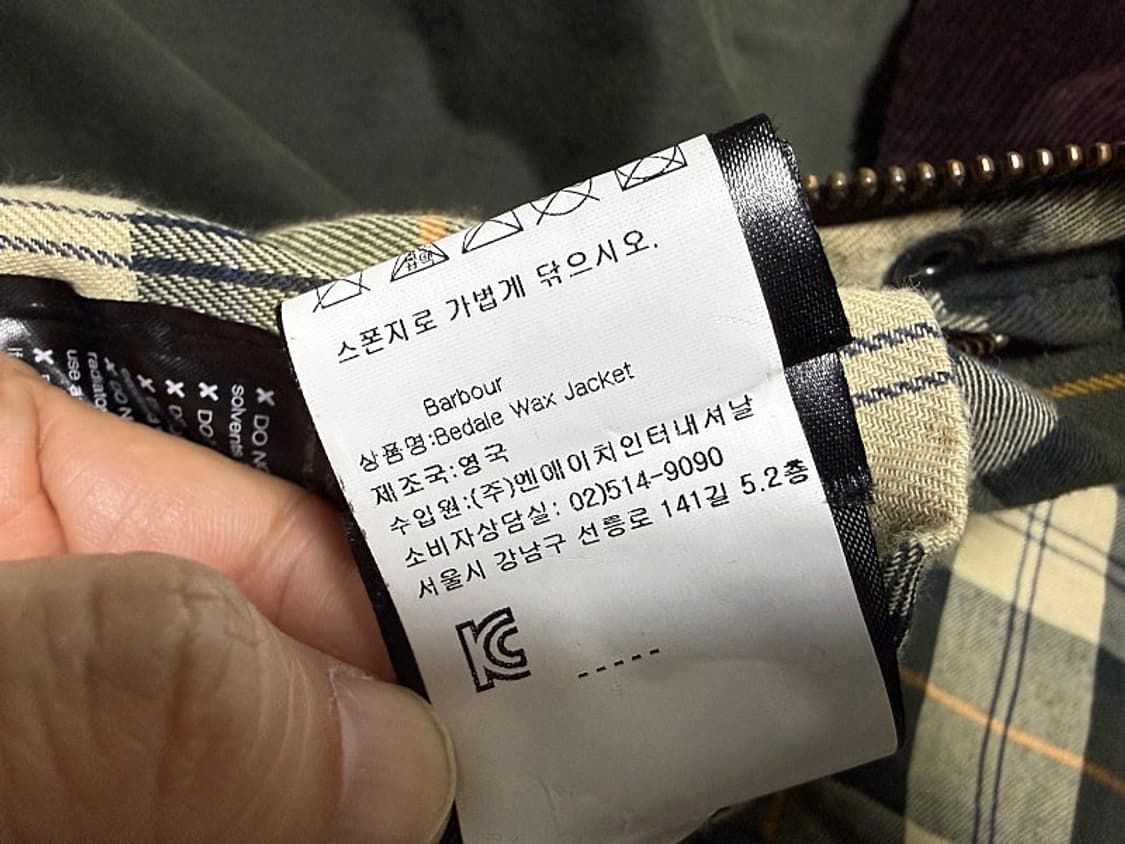 스폰지로 가볍게 닦으시오.
Barbour
상품명:Bedale Wax Jacket
제조국:영국
수입원:(주)엔에이치인터내셔날
소비자상담실: 02)514-9090
서울시 강남구 선릉로 141길 5.2층
KC
-----
solvents
use a